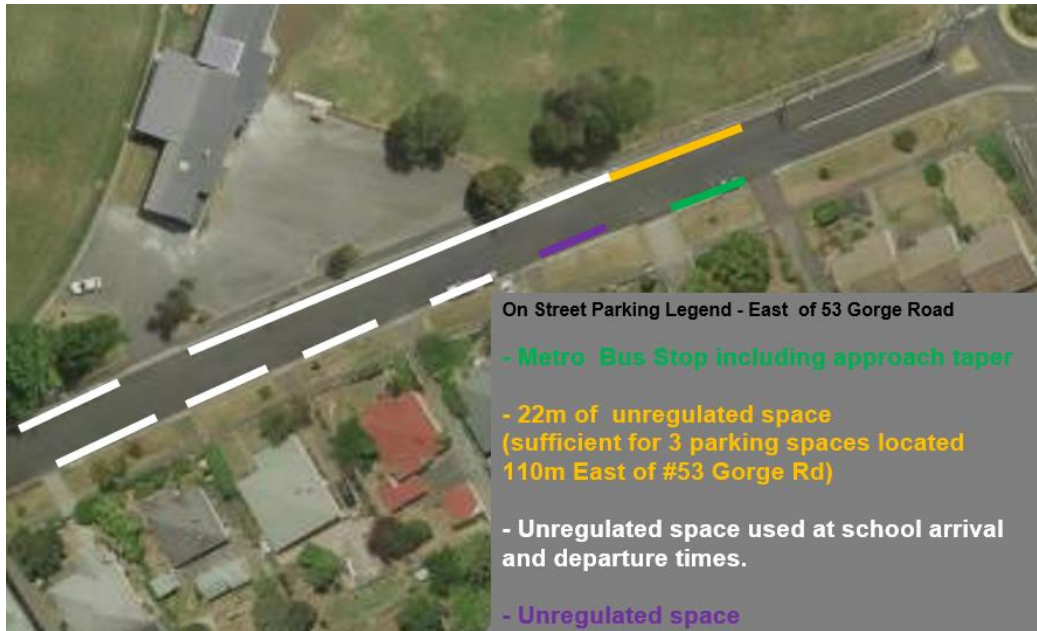 On Street Parking Legend - East of 53 Gorge Road
- Metro Bus Stop including approach taper
- 22m of unregulated space
(sufficient for 3 parking spaces located
110m East of #53 Gorge Rd)
- Unregulated space used at school arrival
and departure times.
- Unregulated space